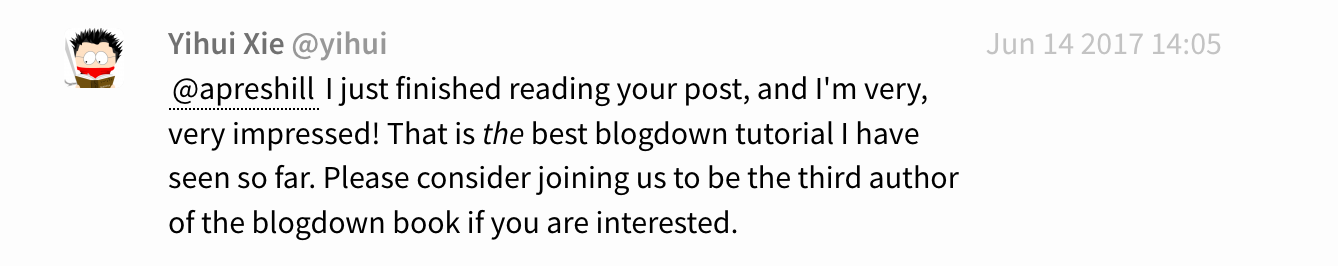 Yihui Xie @yihui Jun 14 2017 14:05
@apreshill I just finished reading your post, and I'm very,
very impressed! That is the best blogdown tutorial I have
seen so far. Please consider joining us to be the third author
of the blogdown book if you are interested.